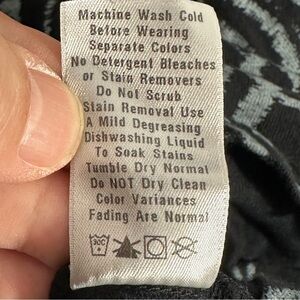 Machine Wash Cold
Before Wearing
Separate Colors
No Detergent Bleaches
or Stain Removers
Do Not Scrub
Stain Removal Use
A Mild Degreasing
Dishwashing Liquid
To Soak Stains
Tumble Dry Normal
Do NOT Dry Clean
Color Variances
Fading Are Normal
30C